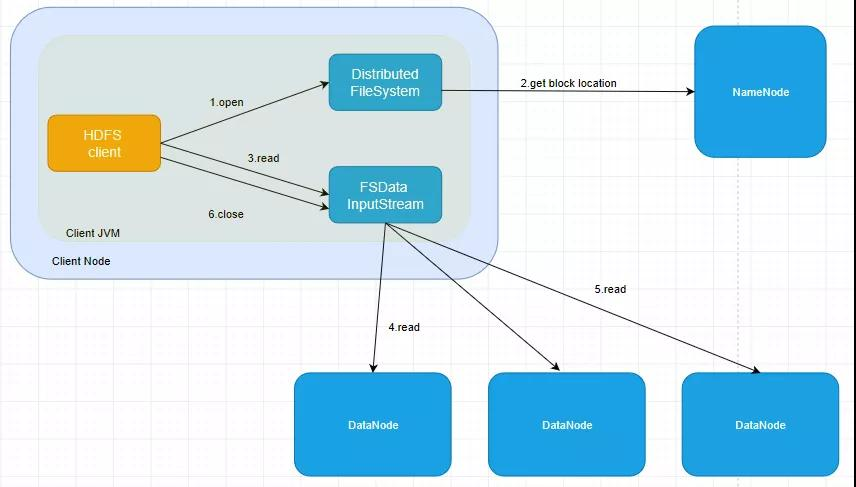 Distributed
FileSystem
2.get block location
NameNode
1.open
HDFS
client
3.read
FSData
InputStream
6.close
Client JVM
Client Node
5.read
4.read
DataNode
DataNode
DataNode